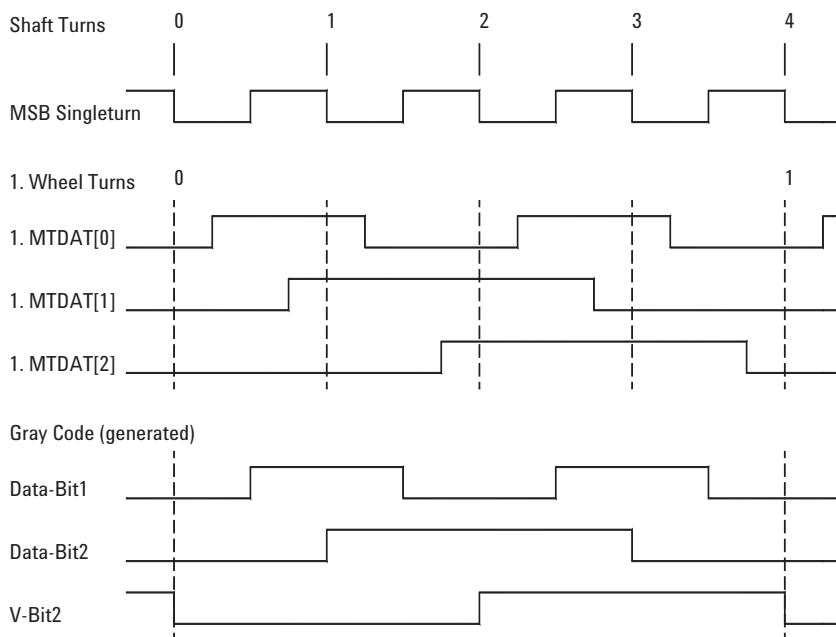 Shaft Turns 0 1 2 3 4
MSB Singleturn
1. Wheel Turns 0 1
1. MTDAT[0]
1. MTDAT[1]
1. MTDAT[2]
Gray Code (generated)
Data-Bit1
Data-Bit2
V-Bit2